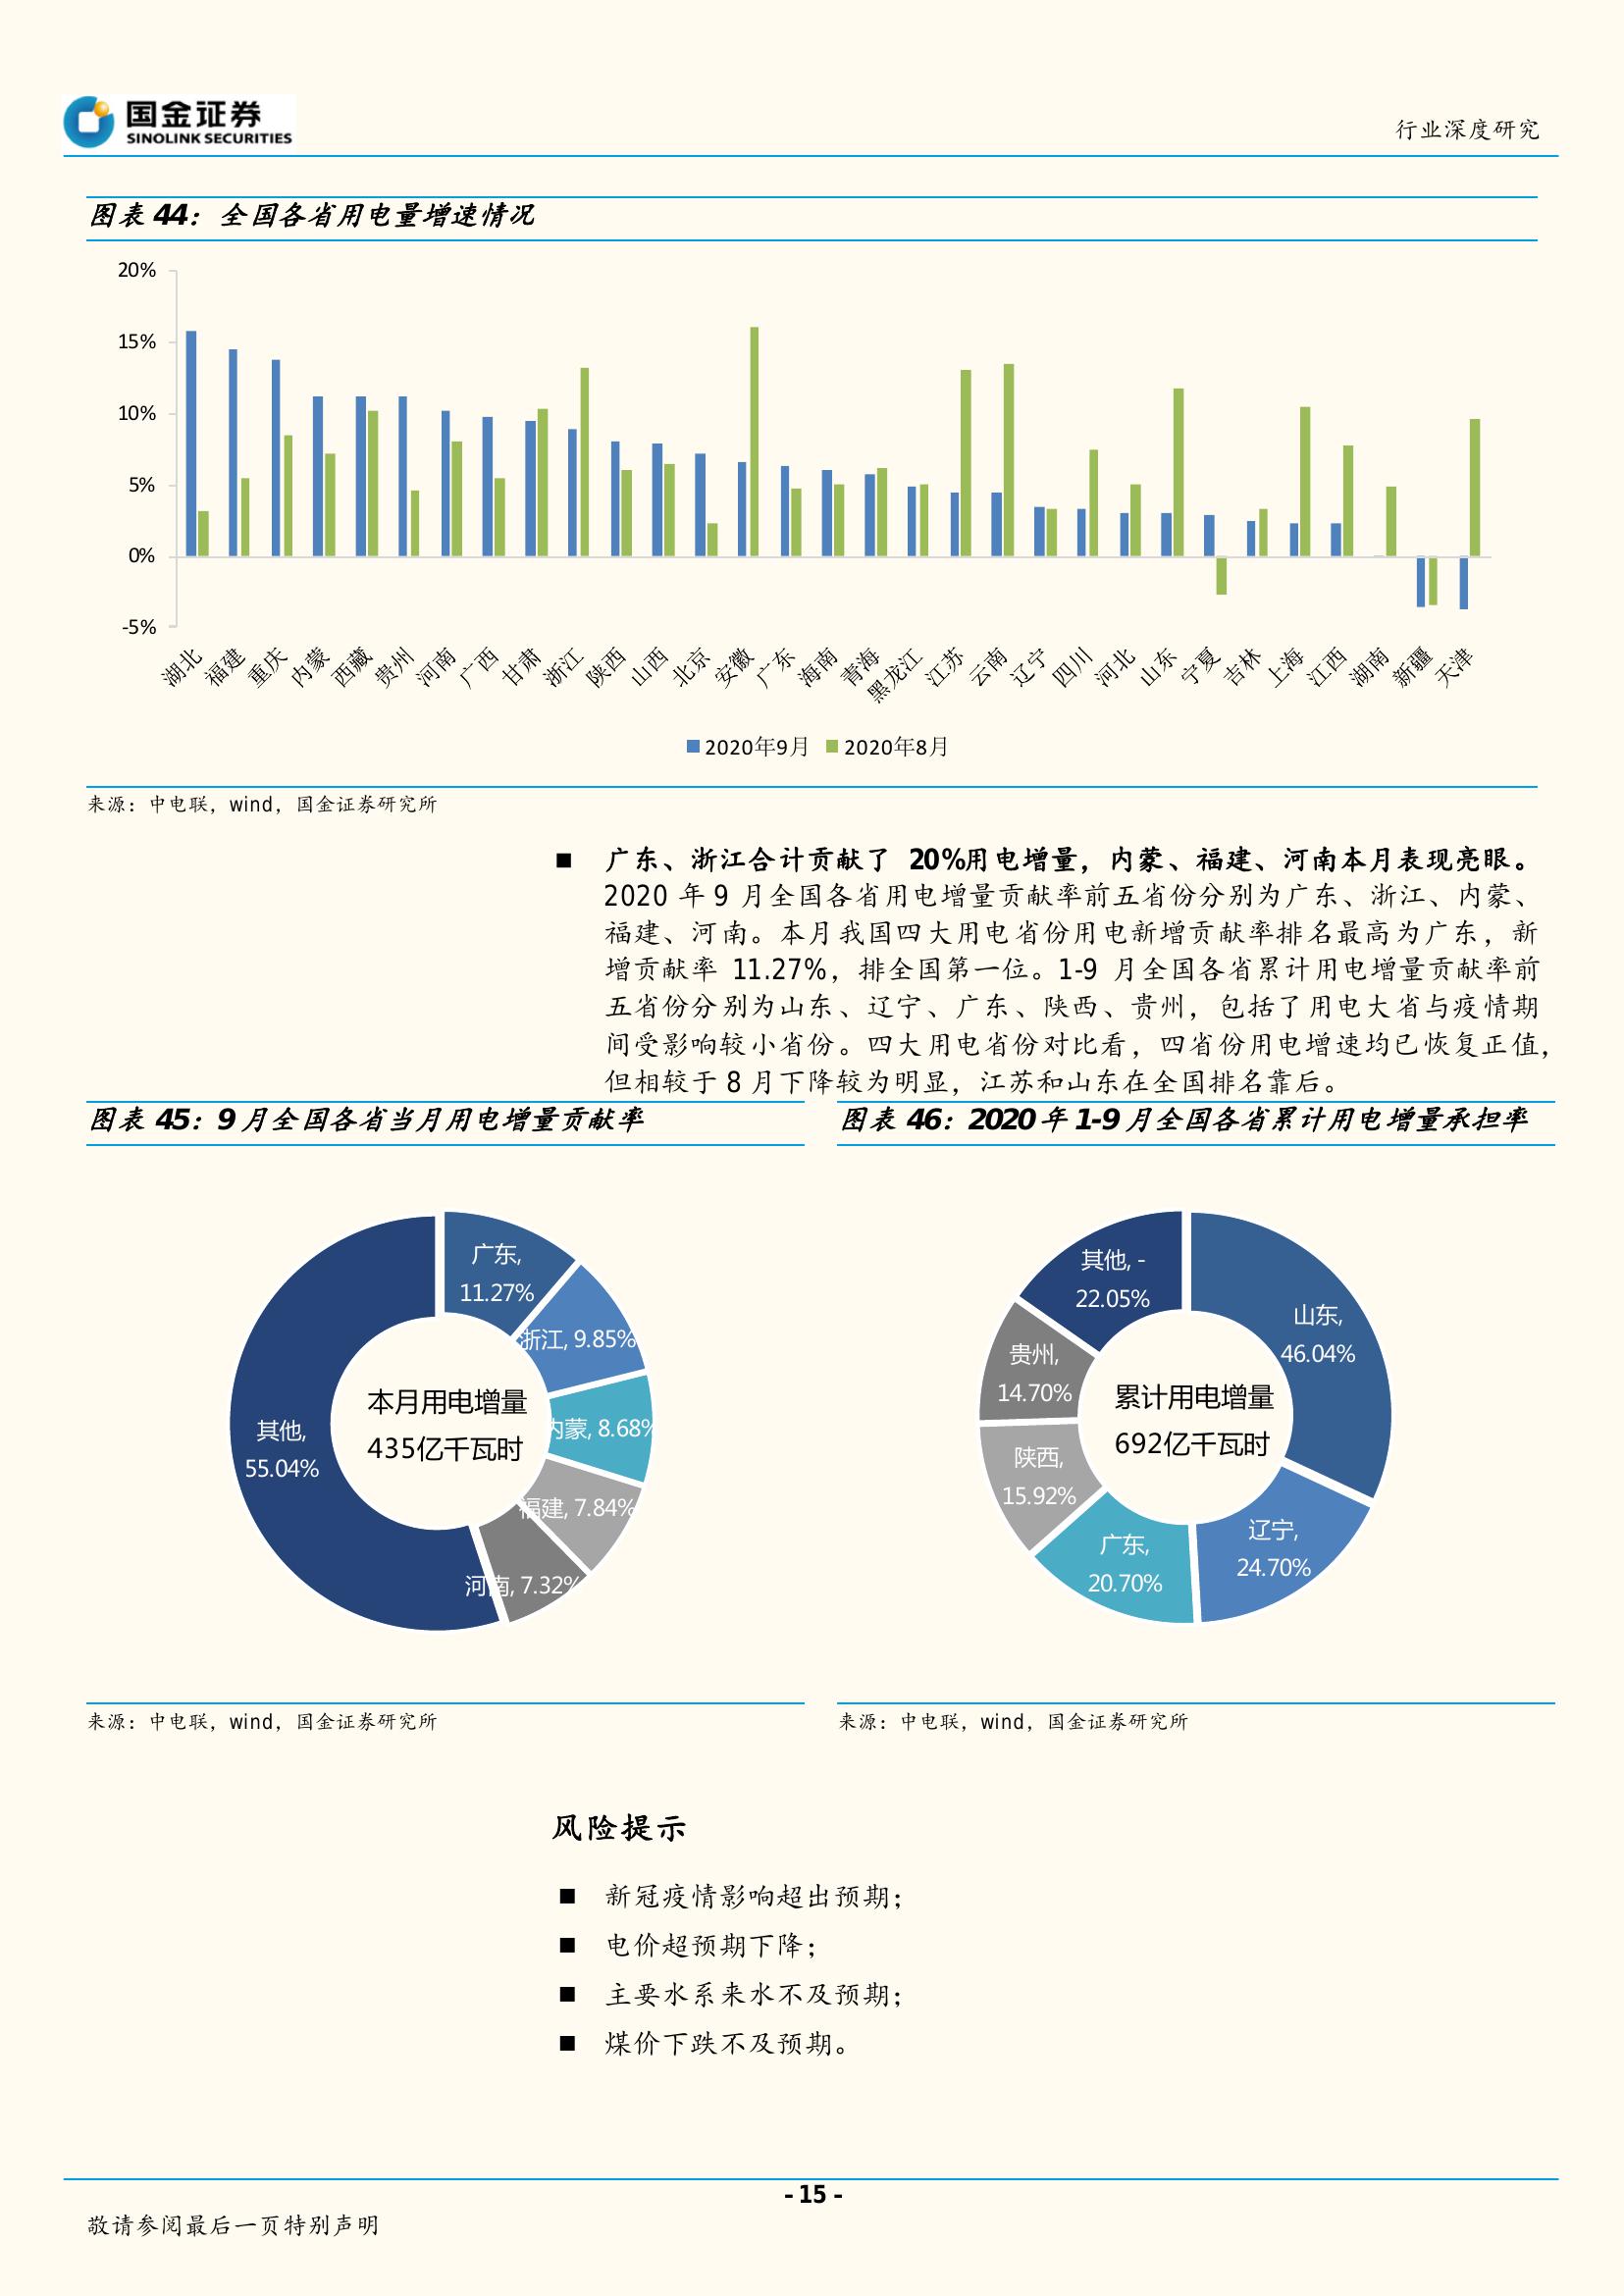 国金证券
SINOLINK SECURITIES
行业深度研究
图表 44：全国各省用电量增速情况
20%
15%
10%
5%
0%
-5%
湖北 福建 重庆 内蒙 西藏 贵州 河南 广西 甘肃 浙江 陕西 山西 北京 安徽 广东 海南 青海 黑龙江 江苏 云南 辽宁 四川 河北 山东 宁夏 吉林 上海 江西 湖南 新疆 天津
2020年9月 2020年8月
来源：中电联，wind，国金证券研究所
■ 广东、浙江合计贡献了 20%用电增量，内蒙、福建、河南本月表现亮眼。
2020 年 9 月全国各省用电增量贡献率前五省份分别为广东、浙江、内蒙、
福建、河南。本月我国四大用电省份用电新增贡献率排名最高为广东，新
增贡献率 11.27%，排全国第一位。1-9 月全国各省累计用电增量贡献率前
五省份分别为山东、辽宁、广东、陕西、贵州，包括了用电大省与疫情期
间受影响较小省份。四大用电省份对比看，四省份用电增速均已恢复正值，
但相较于 8 月下降较为明显，江苏和山东在全国排名靠后。
图表 45：9 月全国各省当月用电增量贡献率
广东,
11.27%
浙江, 9.85%
内蒙, 8.68%
福建, 7.84%
河南, 7.32%
其他,
55.04%
本月用电增量
435亿千瓦时
来源：中电联，wind，国金证券研究所
图表 46：2020 年 1-9 月全国各省累计用电增量承担率
山东,
46.04%
辽宁,
24.70%
广东,
20.70%
陕西,
15.92%
贵州,
14.70%
其他, -
22.05%
累计用电增量
692亿千瓦时
来源：中电联，wind，国金证券研究所
风险提示
■ 新冠疫情影响超出预期；
■ 电价超预期下降；
■ 主要水系来水不及预期；
■ 煤价下跌不及预期。
- 15 -
敬请参阅最后一页特别声明